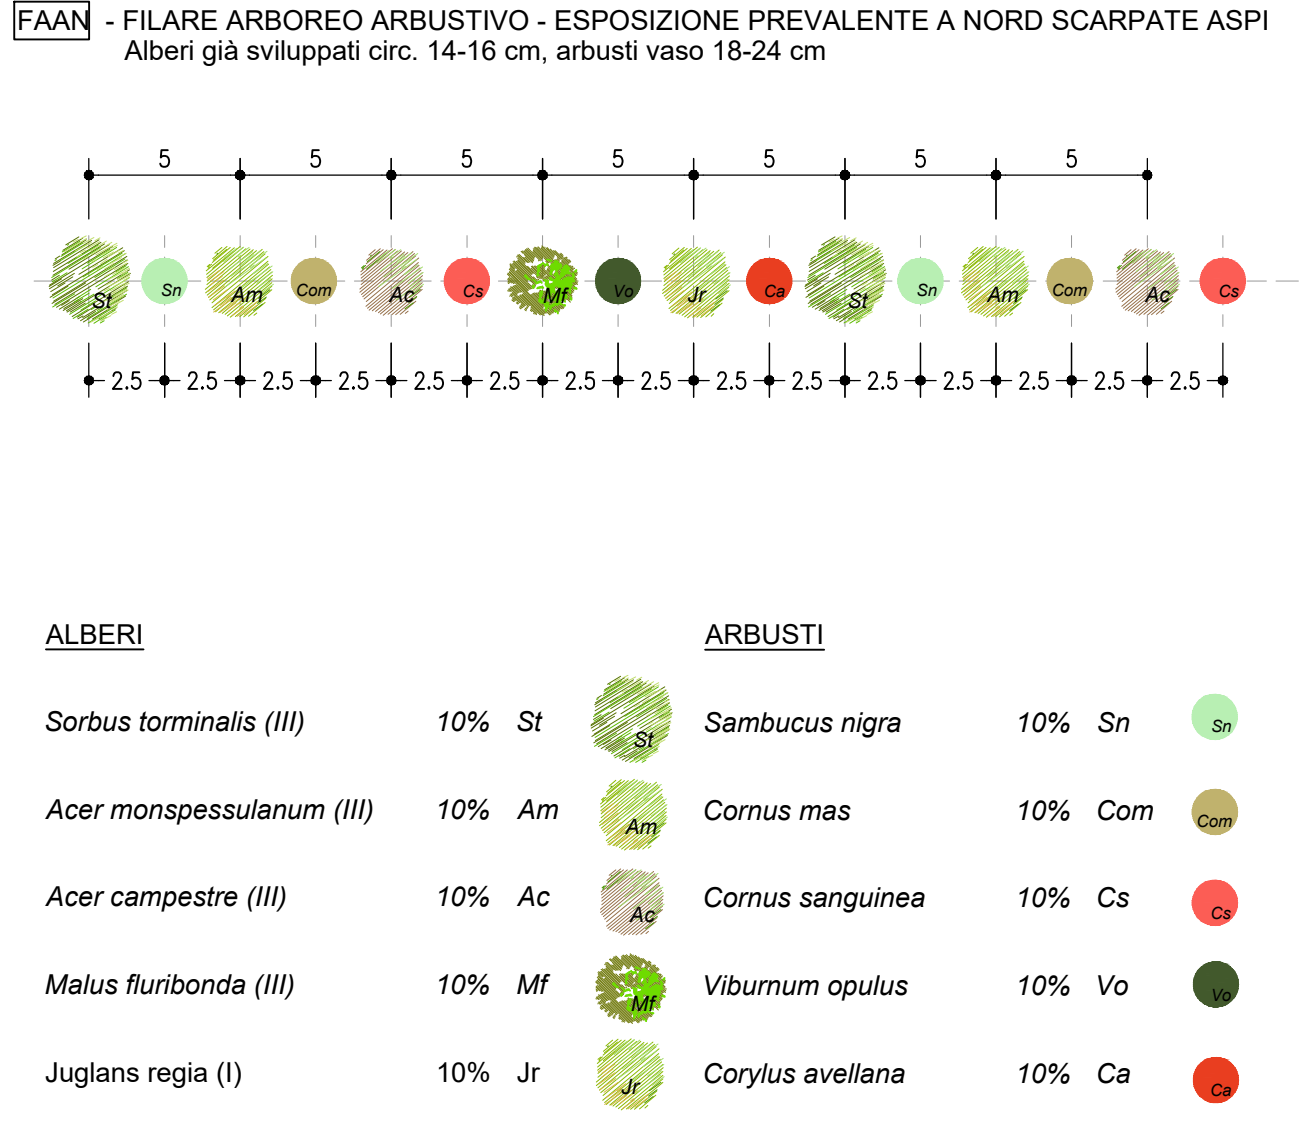 FAAN - FILARE ARBOREO ARBUSTIVO - ESPOSIZIONE PREVALENTE A NORD SCARPATE ASPI
Alberi già sviluppati circ. 14-16 cm, arbusti vaso 18-24 cm
5 5 5 5 5 5 5
St Sn Am Com Ac Cs Mf Vo Jr Ca St Sn Am Com Ac Cs
2.5 2.5 2.5 2.5 2.5 2.5 2.5 2.5 2.5 2.5 2.5 2.5 2.5 2.5 2.5
ALBERI ARBUSTI
Sorbus torminalis (III) 10% St St Sambucus nigra 10% Sn Sn
Acer monspessulanum (III) 10% Am Am Cornus mas 10% Com Com
Acer campestre (III) 10% Ac Ac Cornus sanguinea 10% Cs Cs
Malus fluribonda (III) 10% Mf Mf Viburnum opulus 10% Vo Vo
Juglans regia (I) 10% Jr Jr Corylus avellana 10% Ca Ca